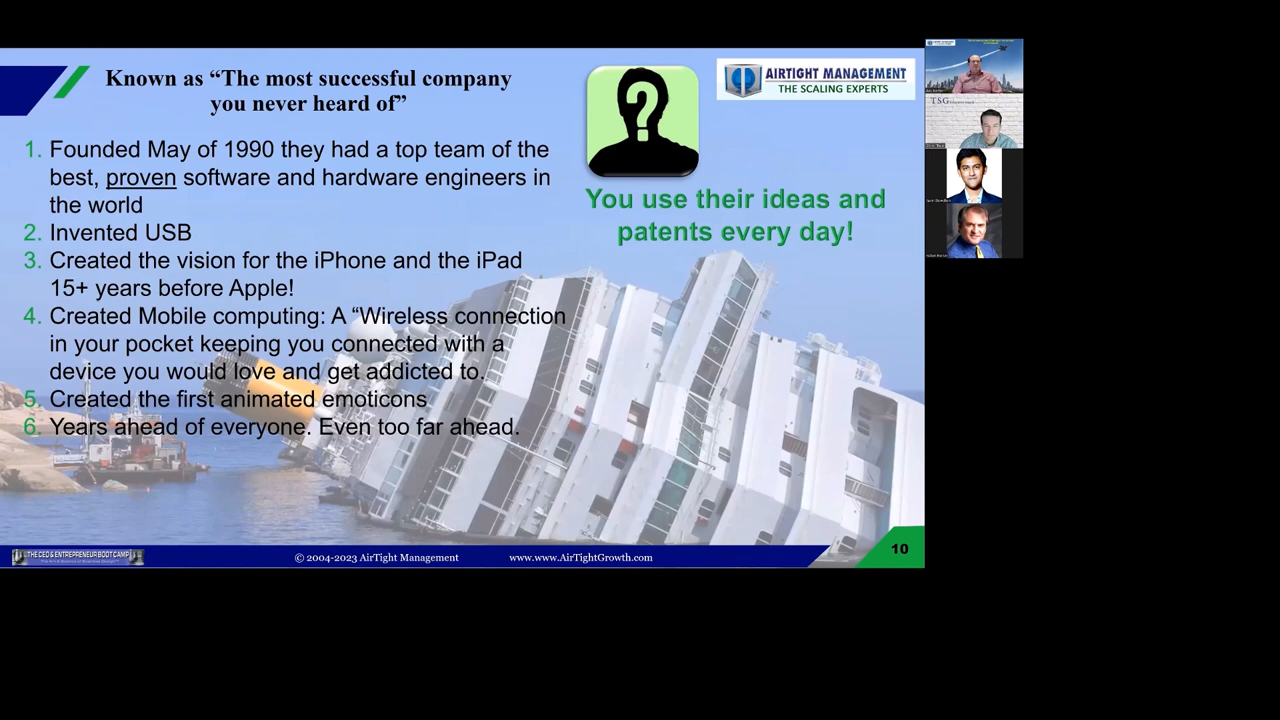 Known as “The most successful company
you never heard of”
AIRTIGHT MANAGEMENT
THE SCALING EXPERTS
1. Founded May of 1990 they had a top team of the
best, proven software and hardware engineers in
the world
2. Invented USB
3. Created the vision for the iPhone and the iPad
15+ years before Apple!
4. Created Mobile computing: A “Wireless connection
in your pocket keeping you connected with a
device you would love and get addicted to.
5. Created the first animated emoticons
6. Years ahead of everyone. Even too far ahead.
?
You use their ideas and
patents every day!
THE CEO & ENTREPRENEUR BOOT CAMP
© 2004-2023 AirTight Management
www.www.AirTightGrowth.com
10
TSG